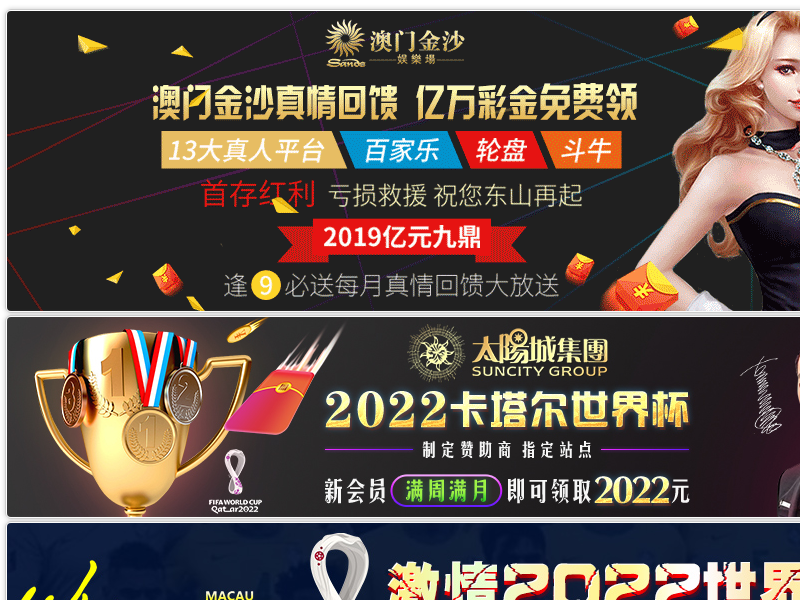 Sands
澳门金沙
娱樂場
澳门金沙真情回馈 亿万彩金免费领
13大真人平台 百家乐 轮盘 斗牛
首存红利 亏损救援 祝您东山再起
2019亿元九鼎
逢9必送每月真情回馈大放送
太陽城集團
SUNCITY GROUP
2022卡塔尔世界杯
制定赞助商 指定站点
新会员 满周满月 即可领取2022元
FIFA WORLD CUP
Qatar2022
MACAU
激情2022世界